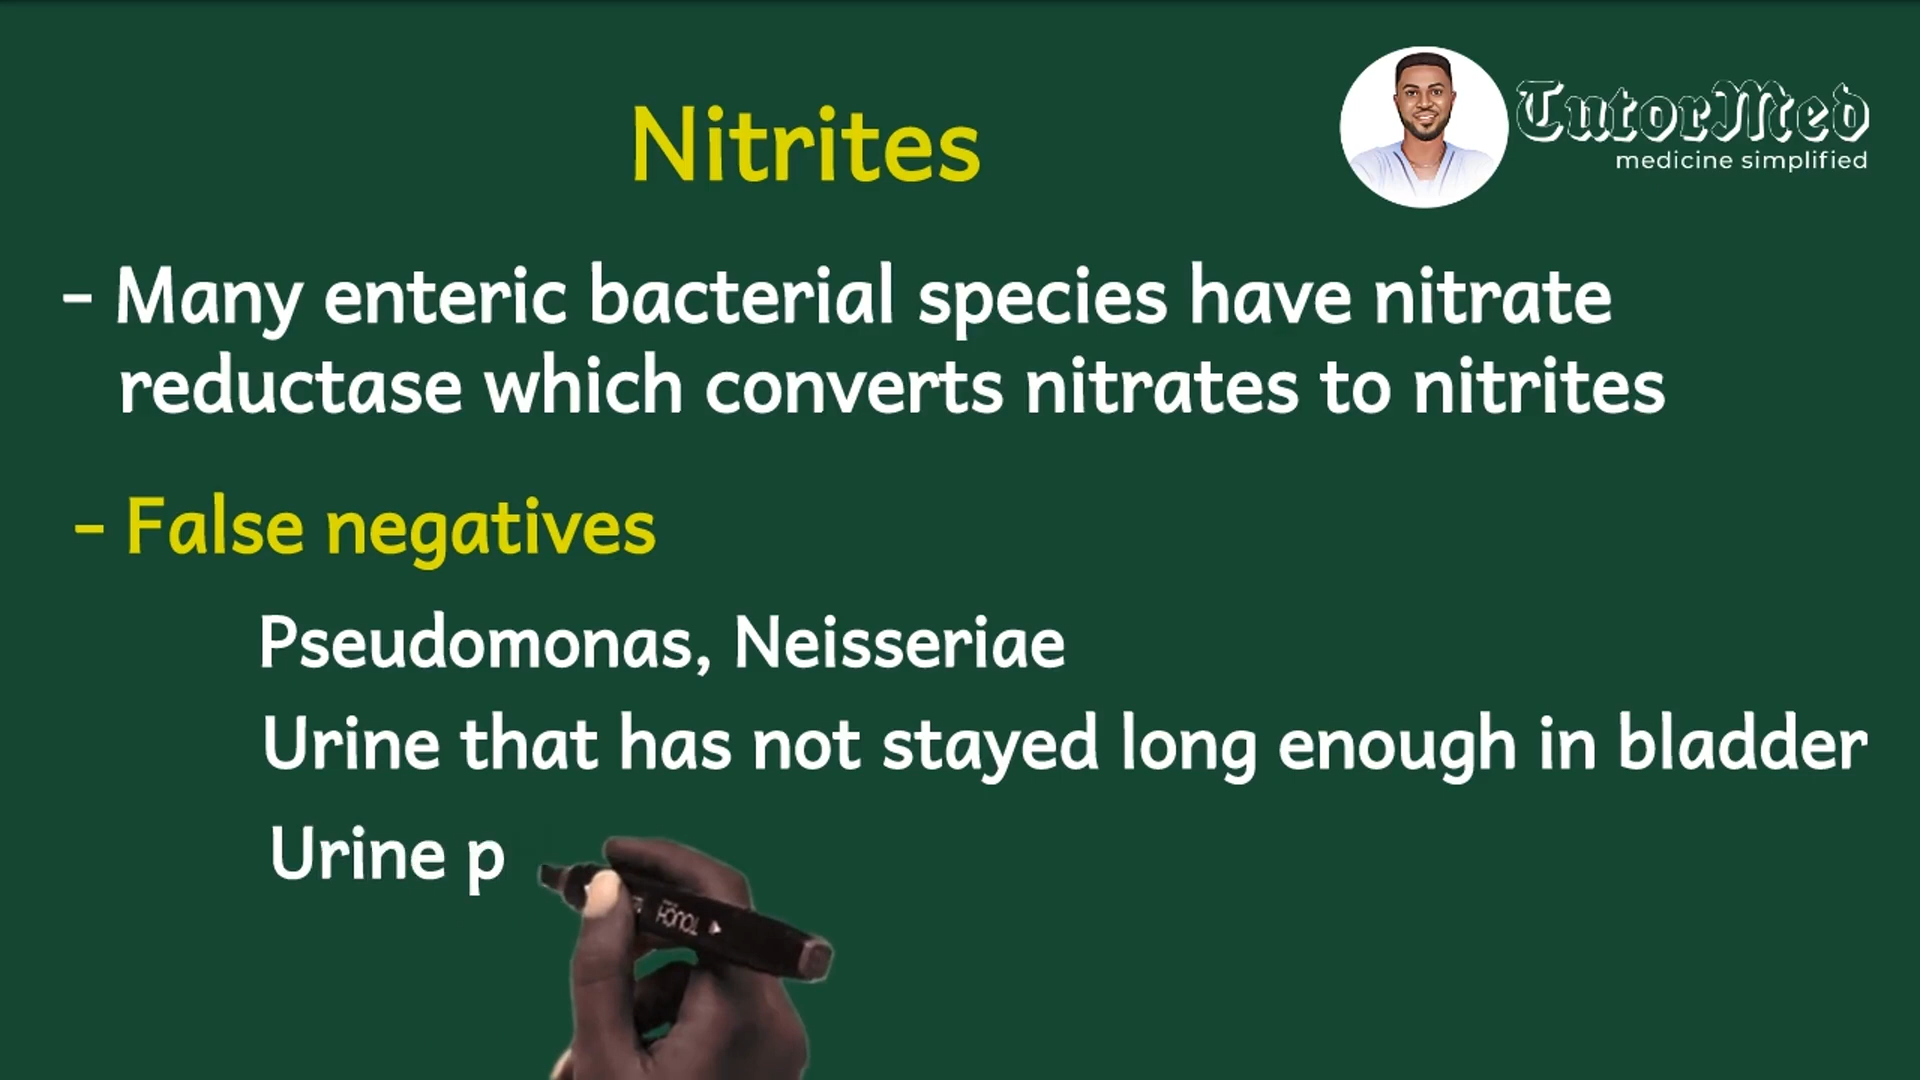 Nitrites
TutorMed
medicine simplified
- Many enteric bacterial species have nitrate
reductase which converts nitrates to nitrites
- False negatives
Pseudomonas, Neisseriae
Urine that has not stayed long enough in bladder
Urine p
TOUCH